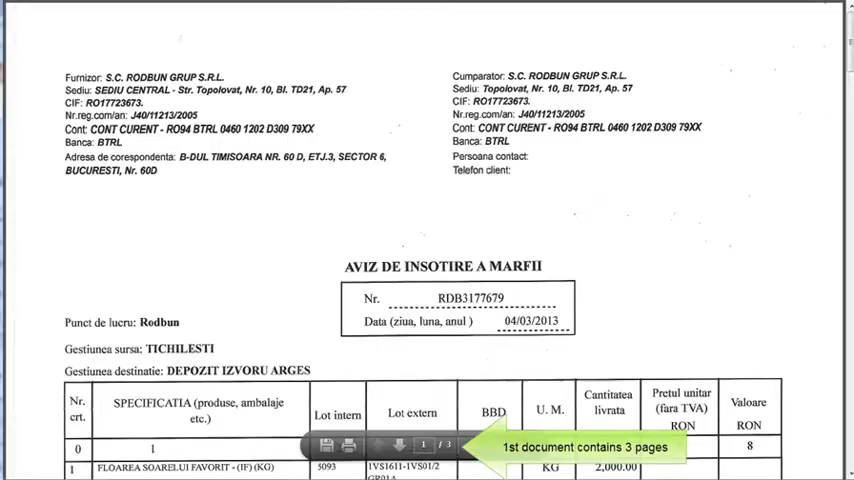 Furnizor: S.C. RODBUN GRUP S.R.L.
Sediu: SEDIU CENTRAL - Str. Topolovat, Nr. 10, Bl. TD21, Ap. 57
CIF: RO17723673.
Nr.reg.com/an: J40/11213/2005
Cont: CONT CURENT - RO94 BTRL 0460 1202 D309 79XX
Banca: BTRL
Adresa de corespondenta: B-DUL TIMISOARA NR. 60 D, ETJ.3, SECTOR 6,
BUCURESTI, Nr. 60D
Cumparator: S.C. RODBUN GRUP S.R.L.
Sediu: Topolovat, Nr. 10, Bl. TD21, Ap. 57
CIF: RO17723673.
Nr.reg.com/an: J40/11213/2005
Cont: CONT CURENT - RO94 BTRL 0460 1202 D309 79XX
Banca: BTRL
Persoana contact:
Telefon client:
AVIZ DE INSOTIRE A MARFII
Nr. RDB3177679
Data (ziua, luna, anul ) 04/03/2013
Punct de lucru: Rodbun
Gestiunea sursa: TICHILESTI
Gestiunea destinatie: DEPOZIT IZVORU ARGES
Nr. crt.
SPECIFICATIA (produse, ambalaje
etc.)
Lot intern
Lot extern
BBD
U. M.
Cantitatea
livrata
Pretul unitar
(fara TVA)
RON
Valoare
RON
0 1 8
1 / 3
1st document contains 3 pages
1 FLOAREA SOARELUI FAVORIT - (IF) (KG) 5093 1VS1611-1VS01/2 KG 2,000.00
GR01A